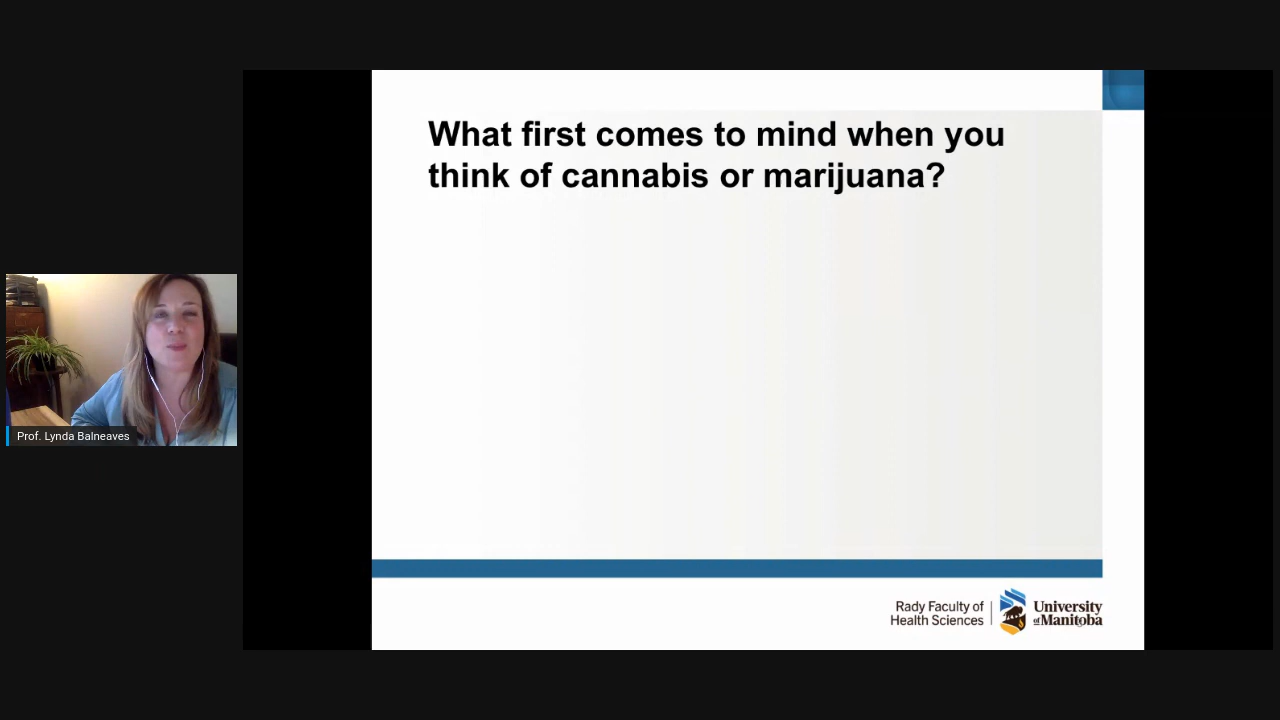 What first comes to mind when you
think of cannabis or marijuana?
Prof. Lynda Balneaves
Rady Faculty of
Health Sciences
University
of Manitoba